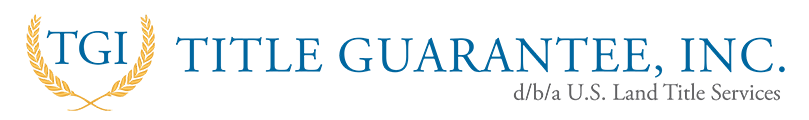 TGI
TITLE GUARANTEE, INC.
d/b/a U.S. Land Title Services